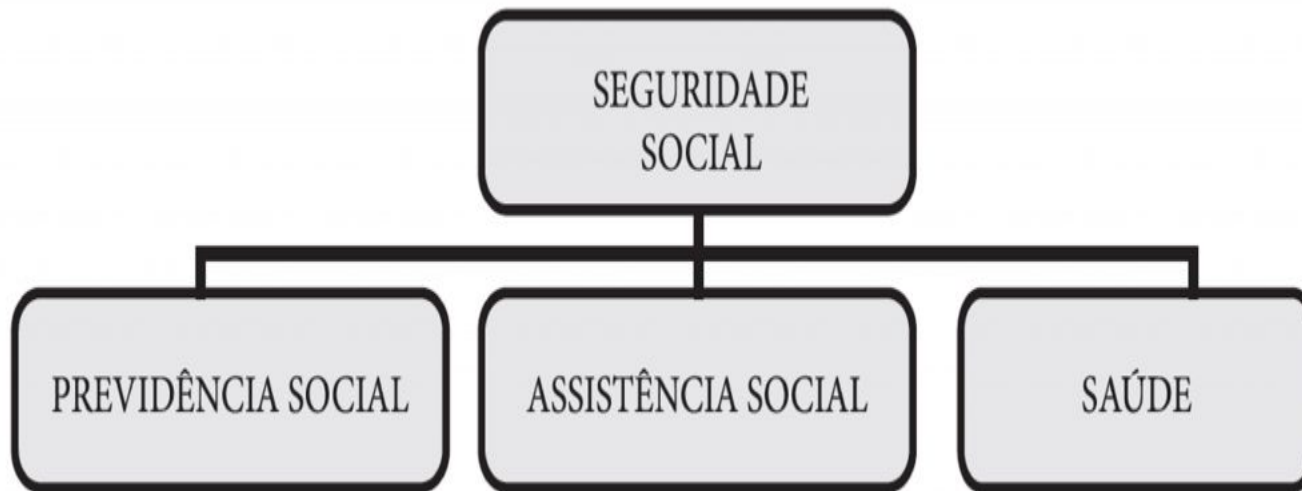 SEGURIDADE
SOCIAL
PREVIDÊNCIA SOCIAL
ASSISTÊNCIA SOCIAL
SAÚDE